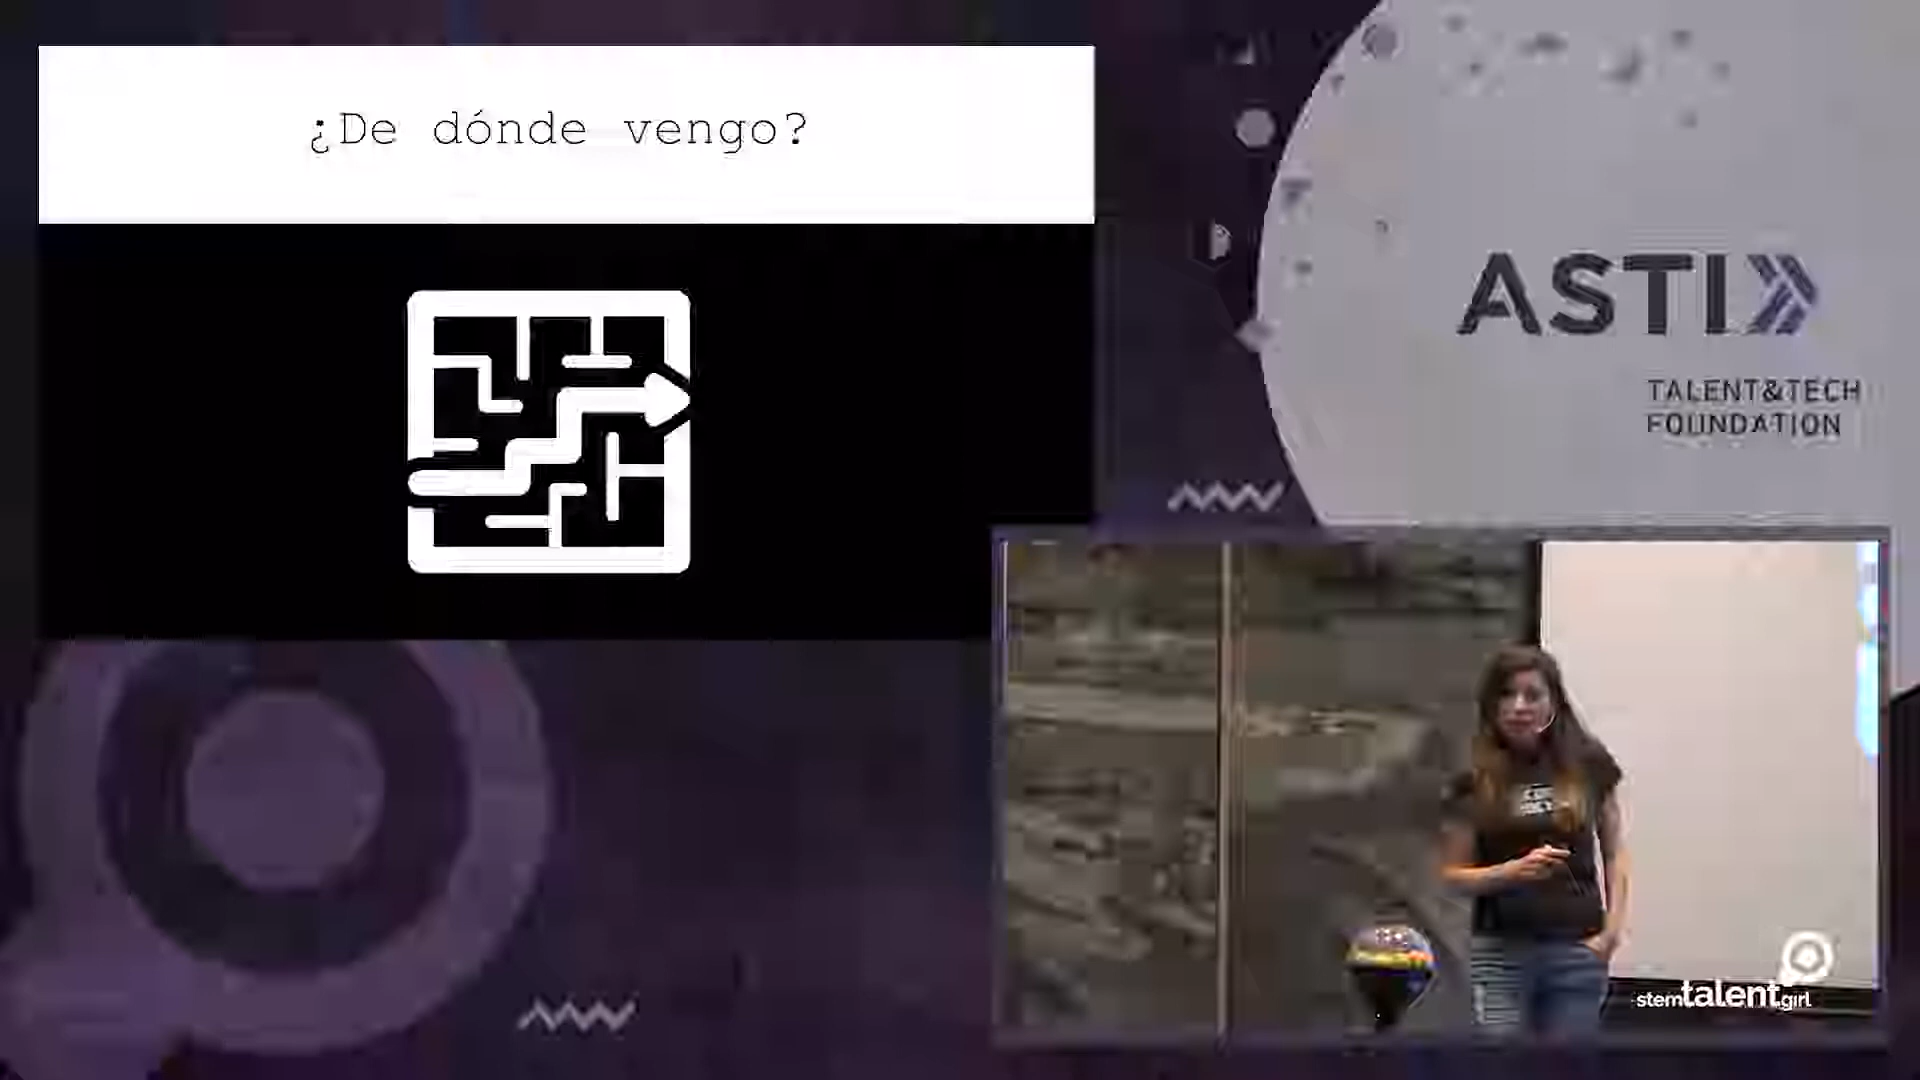 ¿De dónde vengo?
ASTI
TALENT&TECH
FOUNDATION
stemtalentgirl